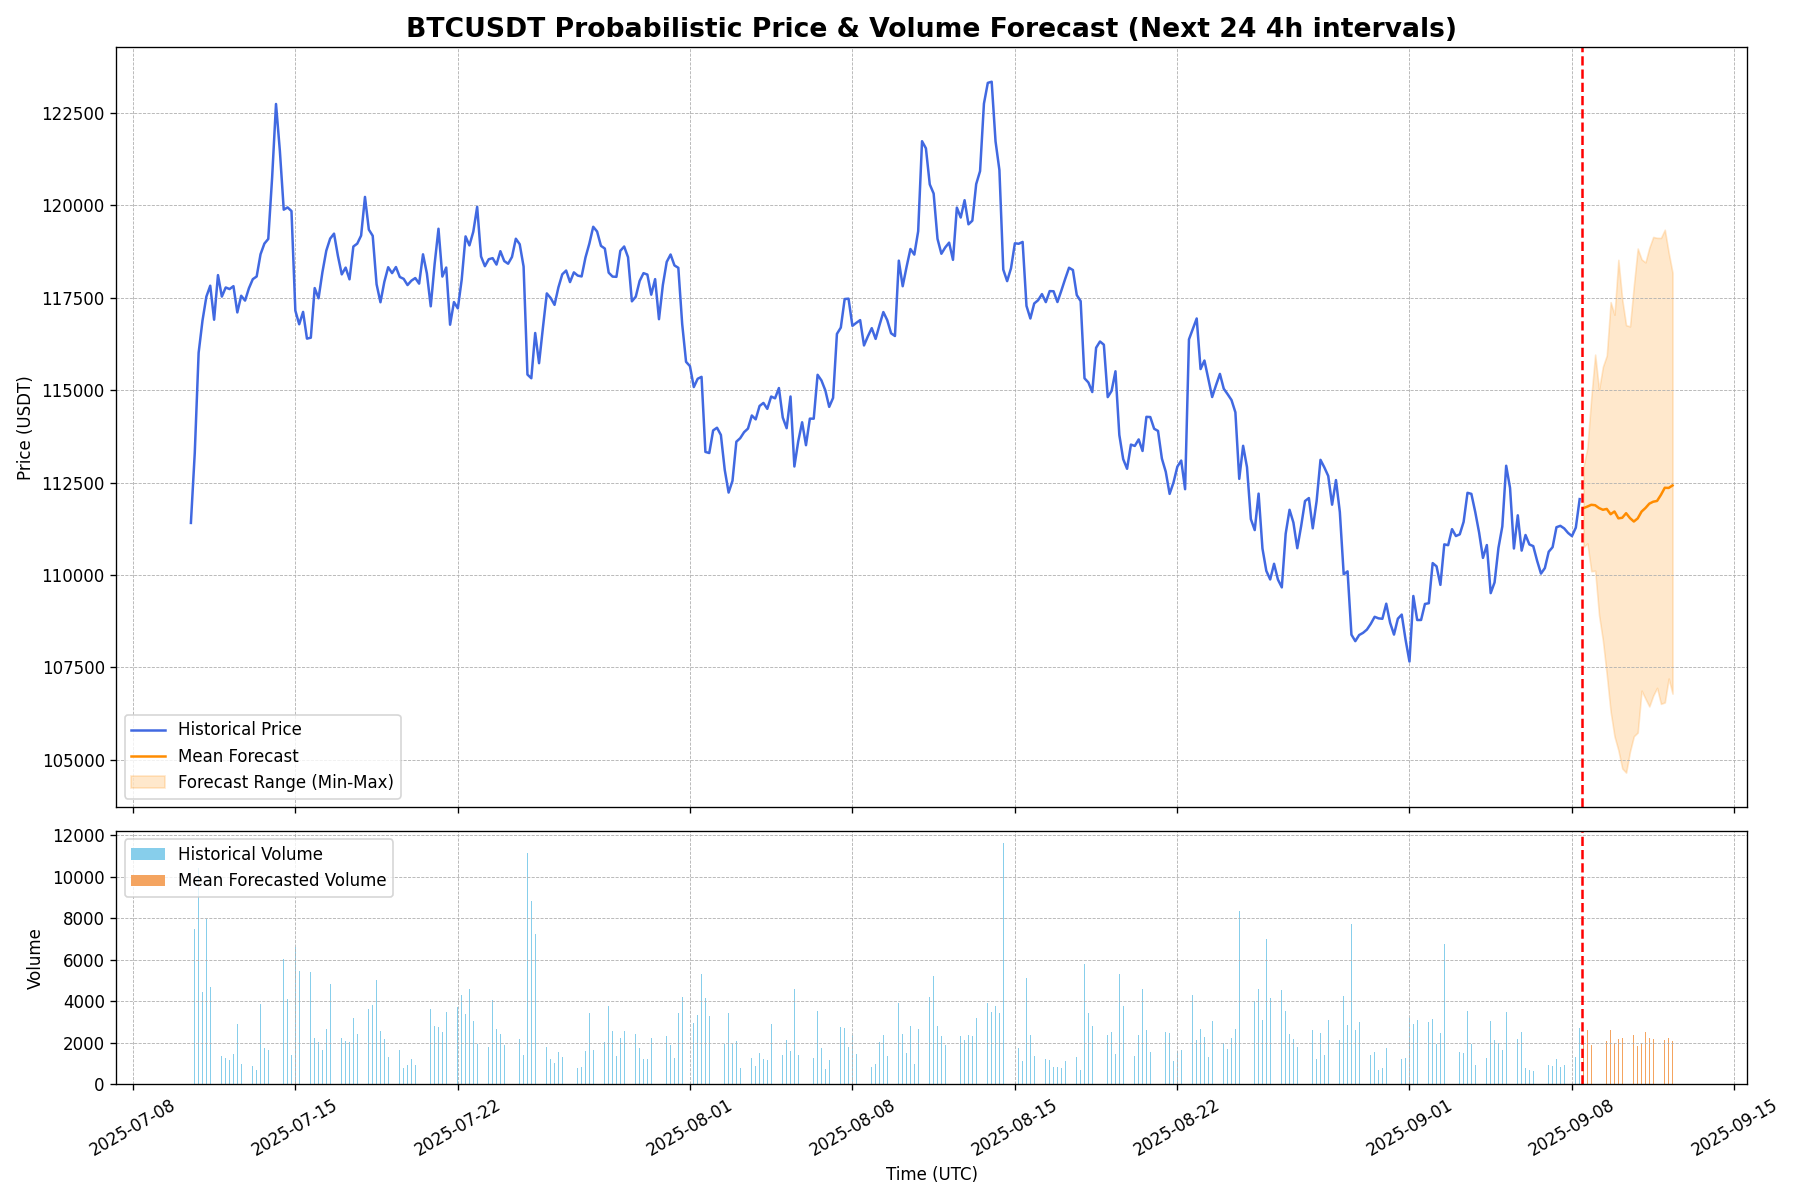 BTCUSDT Probabilistic Price & Volume Forecast (Next 24 4h intervals)
Price (USDT)
122500
120000
117500
115000
112500
110000
107500
105000
Historical Price
Mean Forecast
Forecast Range (Min-Max)
Volume
12000
10000
8000
6000
4000
2000
0
Historical Volume
Mean Forecasted Volume
2025-07-08
2025-07-15
2025-07-22
2025-08-01
2025-08-08
2025-08-15
2025-08-22
2025-09-01
2025-09-08
2025-09-15
Time (UTC)